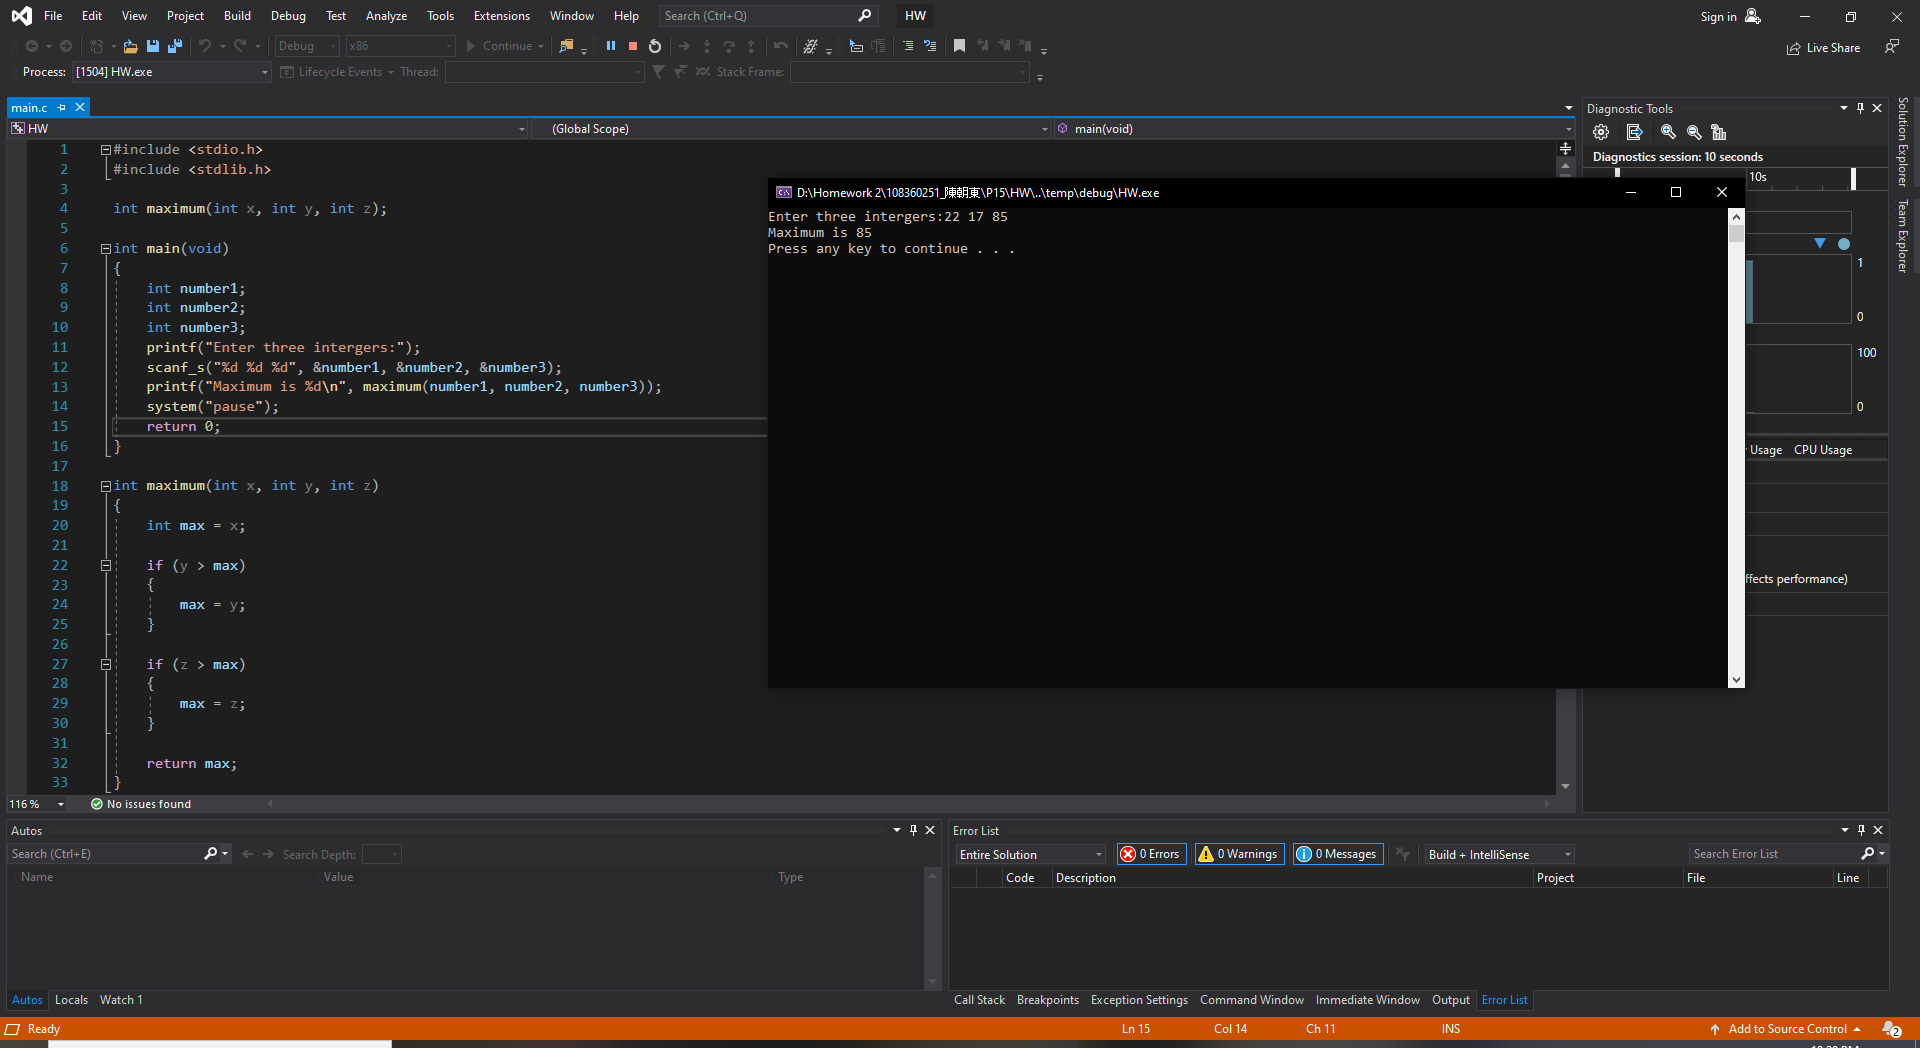 File Edit View Project Build Debug Test Analyze Tools Extensions Window Help Search (Ctrl+Q) HW Sign in
Debug x86 Continue Live Share
Process: [1504] HW.exe Lifecycle Events Thread: Stack Frame:
main.c
HW (Global Scope) main(void)
1 #include <stdio.h>
2 #include <stdlib.h>
3
4 int maximum(int x, int y, int z);
5
6 int main(void)
7 {
8 int number1;
9 int number2;
10 int number3;
11 printf("Enter three intergers:");
12 scanf_s("%d %d %d", &number1, &number2, &number3);
13 printf("Maximum is %d\n", maximum(number1, number2, number3));
14 system("pause");
15 return 0;
16 }
17
18 int maximum(int x, int y, int z)
19 {
20 int max = x;
21
22 if (y > max)
23 {
24 max = y;
25 }
26
27 if (z > max)
28 {
29 max = z;
30 }
31
32 return max;
33 }
116 % No issues found
D:\Homework 2\108360251_陳朝東\P15\HW\..\temp\debug\HW.exe
Enter three intergers:22 17 85
Maximum is 85
Press any key to continue . . .
Diagnostic Tools
Diagnostics session: 10 seconds
10s
1
0
100
0
Usage CPU Usage
ffects performance)
Solution Explorer
Team Explorer
Autos
Search (Ctrl+E) Search Depth:
Name Value Type
Autos Locals Watch 1
Error List
Entire Solution 0 Errors 0 Warnings 0 Messages Build + IntelliSense Search Error List
Code Description Project File Line
Call Stack Breakpoints Exception Settings Command Window Immediate Window Output Error List
Ready Ln 15 Col 14 Ch 11 INS Add to Source Control 2